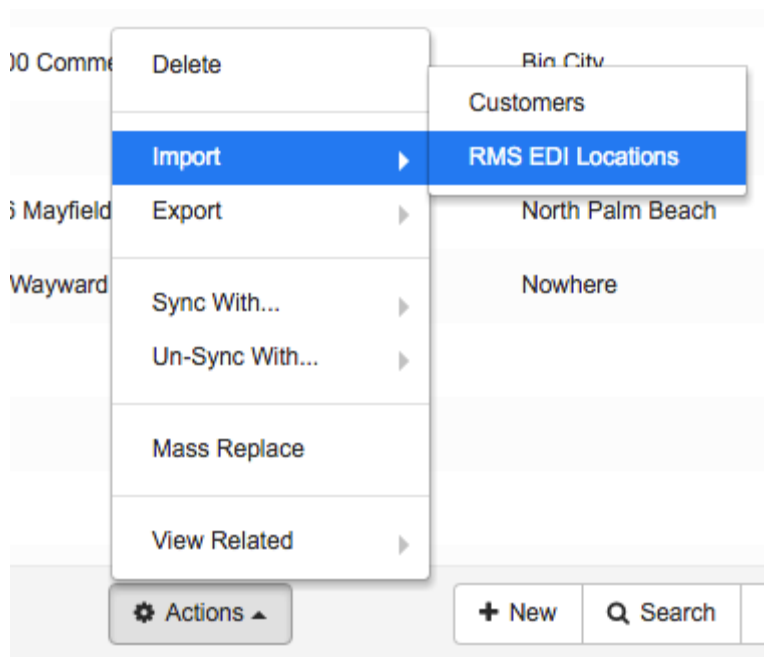 00 Comme
Delete
Big City
Customers
Import
RMS EDI Locations
6 Mayfield
Export
North Palm Beach
Wayward
Sync With...
Nowhere
Un-Sync With...
Mass Replace
View Related
Actions
New
Search